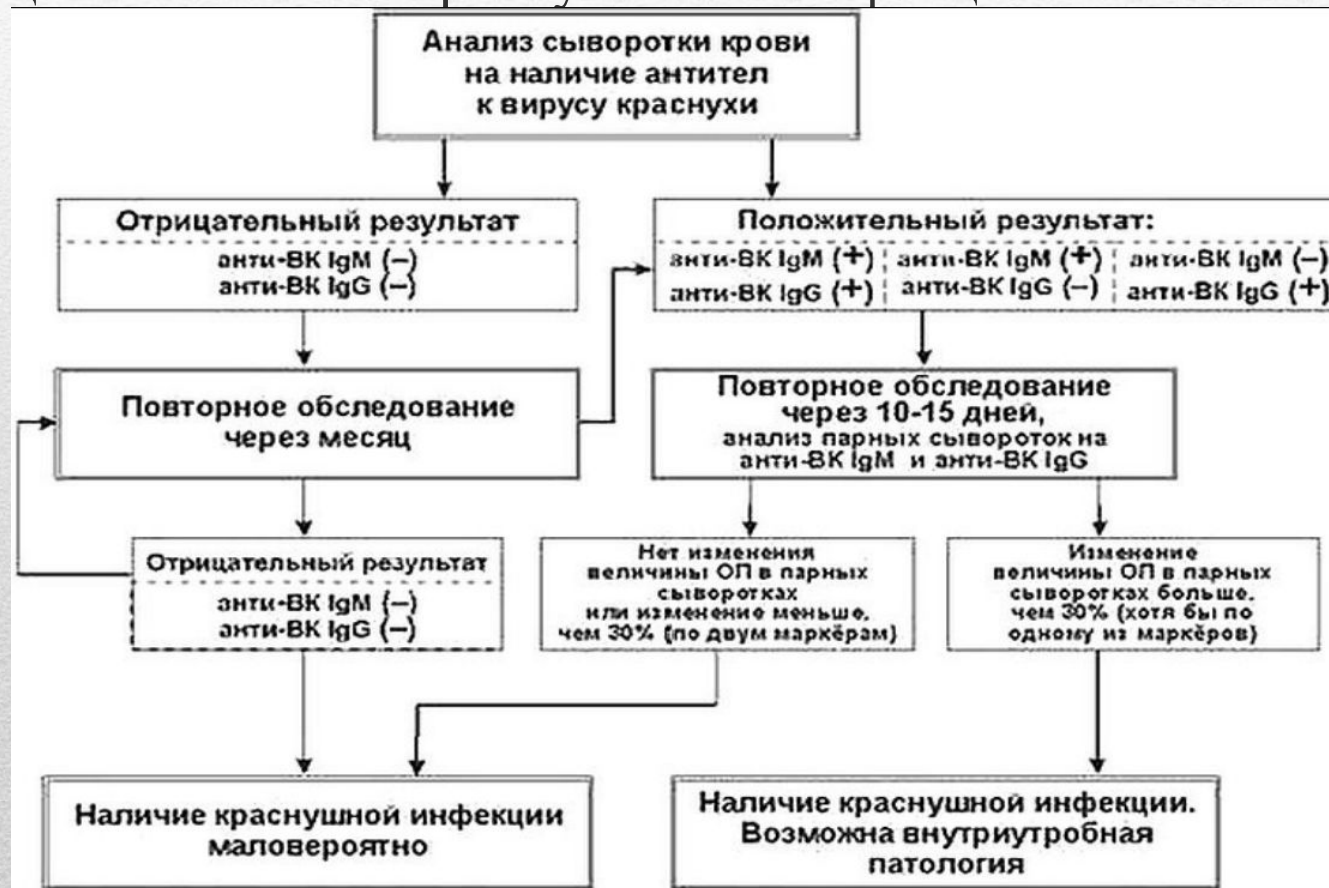 Анализ сыворотки крови
на наличие антител
к вирусу краснухи
Отрицательный результат
анти-ВК IgM (–)
анти-ВК IgG (–)
Положительный результат:
анти-ВК IgM (+) анти-ВК IgM (+) анти-ВК IgM (–)
анти-ВК IgG (+) анти-ВК IgG (–) анти-ВК IgG (+)
Повторное обследование
через месяц
Повторное обследование
через 10-15 дней,
анализ парных сывороток на
анти-ВК IgM и анти-ВК IgG
Отрицательный результат
анти-ВК IgM (–)
анти-ВК IgG (–)
Нет изменения
величины ОП в парных
сыворотках
или изменение меньше,
чем 30% (по двум маркёрам)
Изменение
величины ОП в парных
сыворотках больше,
чем 30% (хотя бы по
одному из маркёров)
Наличие краснушной инфекции
маловероятно
Наличие краснушной инфекции.
Возможна внутриутробная
патология